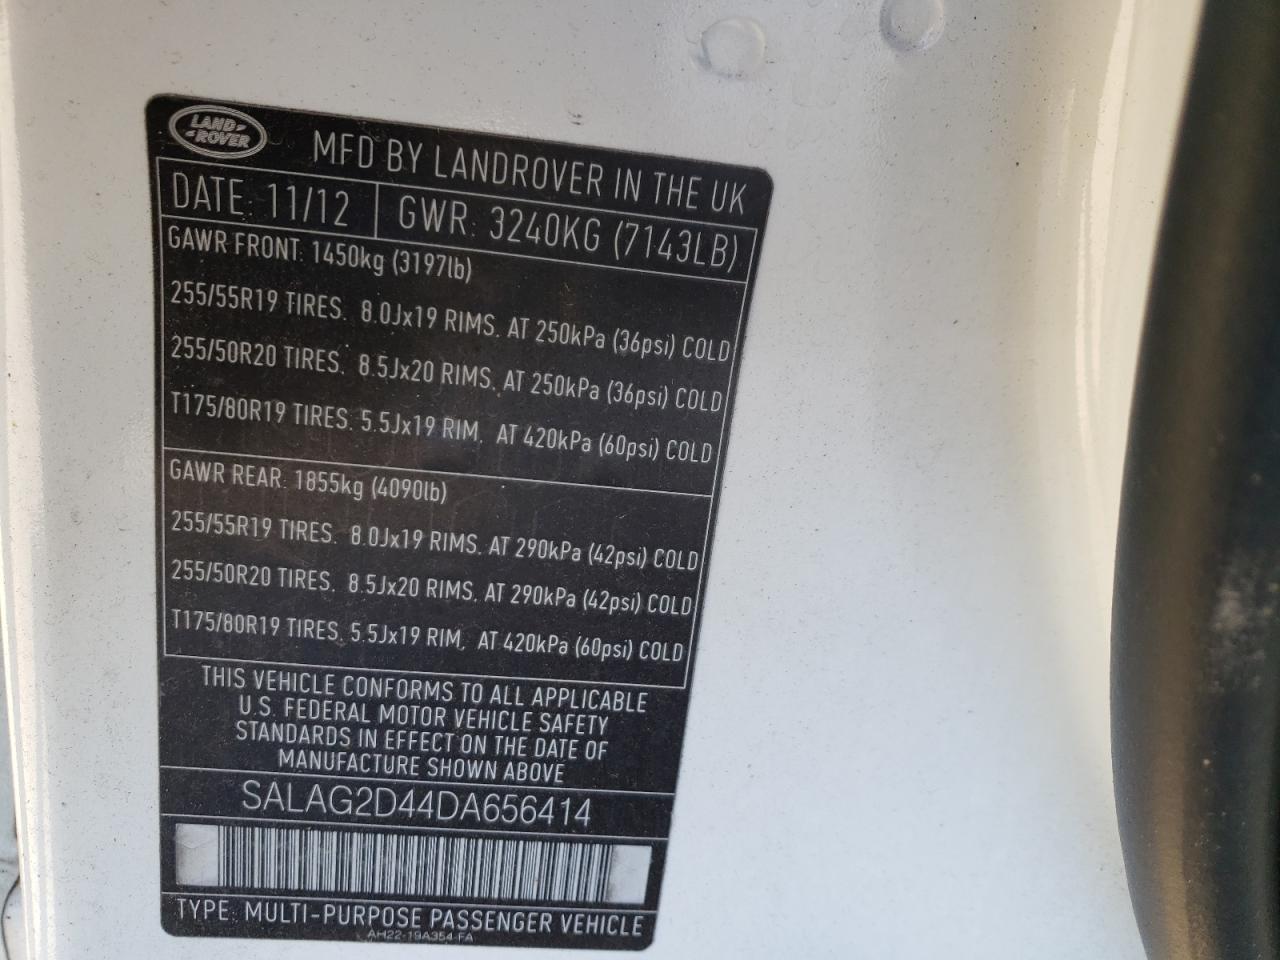 LAND-
-ROVER
MFD BY LANDROVER IN THE UK
DATE: 11/12 GWR: 3240KG (7143LB)
GAWR FRONT: 1450kg (3197lb)
255/55R19 TIRES. 8.0Jx19 RIMS. AT 250kPa (36psi) COLD
255/50R20 TIRES. 8.5Jx20 RIMS. AT 250kPa (36psi) COLD
T175/80R19 TIRES. 5.5Jx19 RIM. AT 420kPa (60psi) COLD
GAWR REAR: 1855kg (4090lb)
255/55R19 TIRES. 8.0Jx19 RIMS. AT 290kPa (42psi) COLD
255/50R20 TIRES. 8.5Jx20 RIMS. AT 290kPa (42psi) COLD
T175/80R19 TIRES. 5.5Jx19 RIM, AT 420kPa (60psi) COLD
THIS VEHICLE CONFORMS TO ALL APPLICABLE
U.S. FEDERAL MOTOR VEHICLE SAFETY
STANDARDS IN EFFECT ON THE DATE OF
MANUFACTURE SHOWN ABOVE
SALAG2D44DA656414
TYPE: MULTI-PURPOSE PASSENGER VEHICLE
AH22-19A354-FA